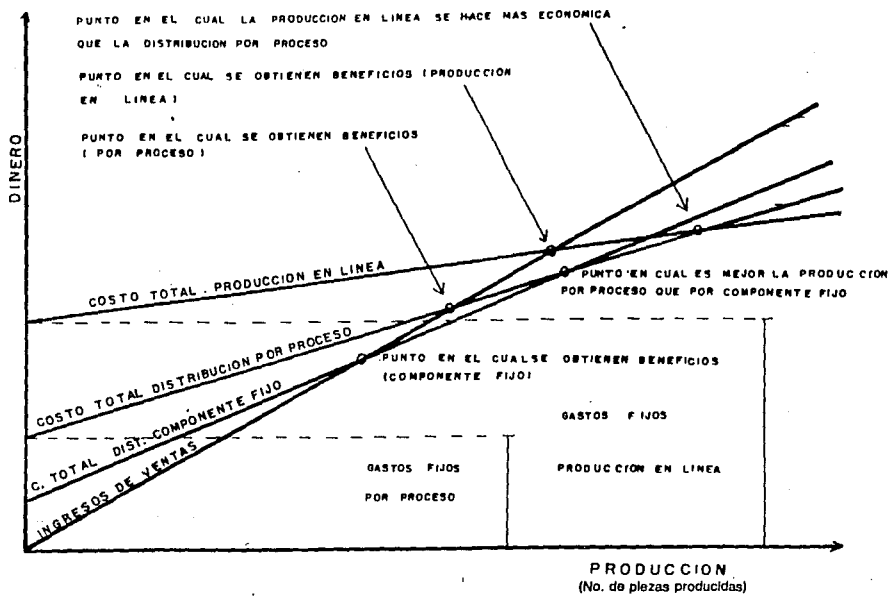 PUNTO EN EL CUAL LA PRODUCCION EN LINEA SE HACE MAS ECONOMICA
QUE LA DISTRIBUCION POR PROCESO
PUNTO EN EL CUAL SE OBTIENEN BENEFICIOS (PRODUCCION
EN LINEA)
PUNTO EN EL CUAL SE OBTIENEN BENEFICIOS
( POR PROCESO )
DINERO
COSTO TOTAL. PRODUCCION EN LINEA
PUNTO EN CUAL ES MEJOR LA PRODUCCION
POR PROCESO QUE POR COMPONENTE FIJO
COSTO TOTAL DISTRIBUCION POR PROCESO
PUNTO EN EL CUAL SE OBTIENEN BENEFICIOS
(COMPONENTE FIJO)
C. TOTAL DIST. COMPONENTE FIJO
GASTOS FIJOS
PRODUCCION EN LINEA
INGRESOS DE VENTAS
GASTOS FIJOS
POR PROCESO
PRODUCCION
(No. de piezas producidas)